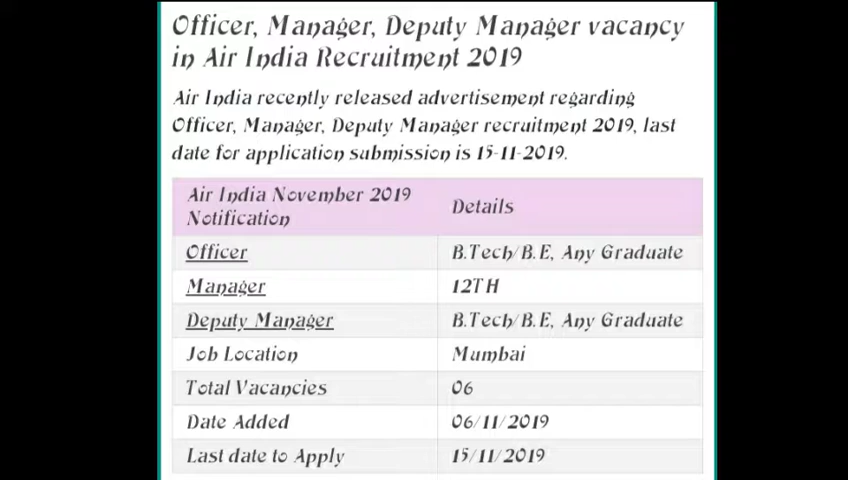 Officer, Manager, Deputy Manager vacancy
in Air India Recruitment 2019
Air India recently released advertisement regarding
Officer, Manager, Deputy Manager recruitment 2019, last
date for application submission is 15-11-2019.
Air India November 2019
Notification
Details
Officer B.Tech/B.E, Any Graduate
Manager 12TH
Deputy Manager B.Tech/B.E, Any Graduate
Job Location Mumbai
Total Vacancies 06
Date Added 06/11/2019
Last date to Apply 15/11/2019